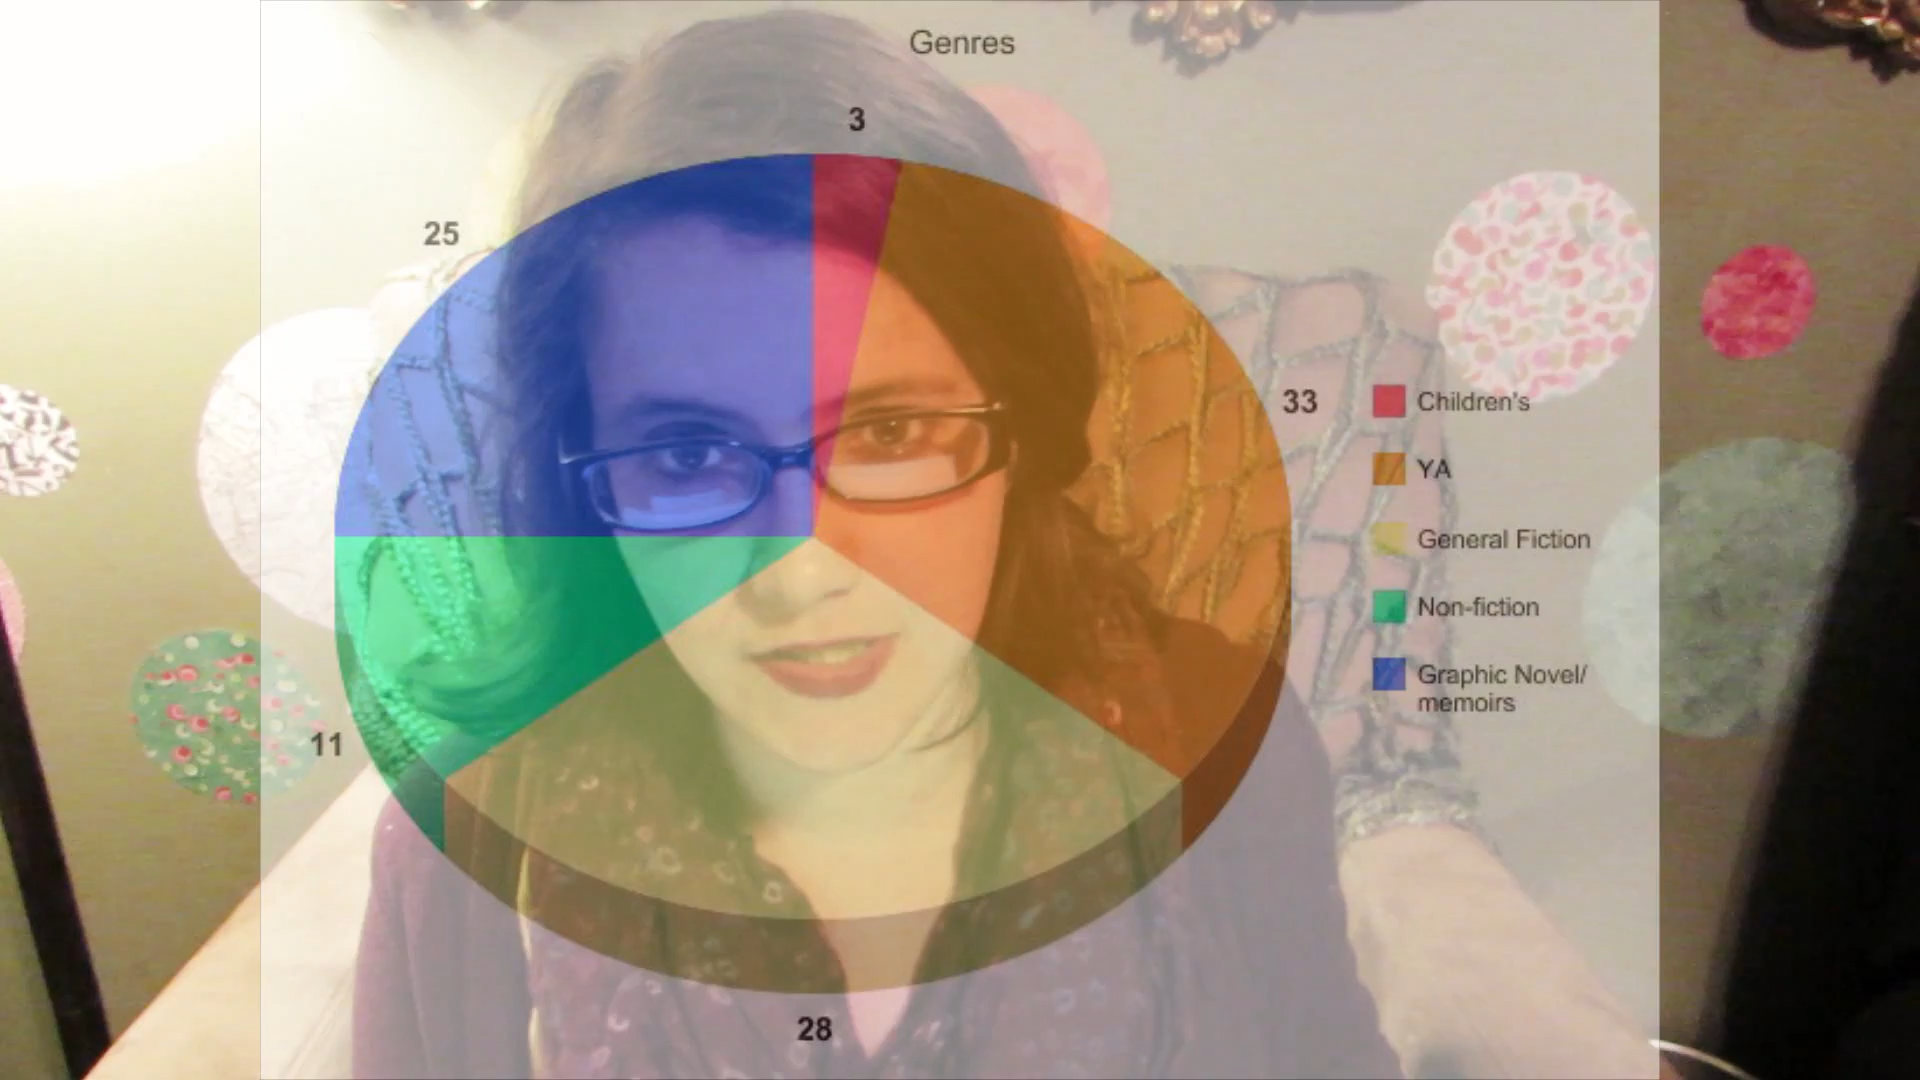 Genres
3
25
33
Children's
YA
General Fiction
Non-fiction
Graphic Novel/
memoirs
11
28